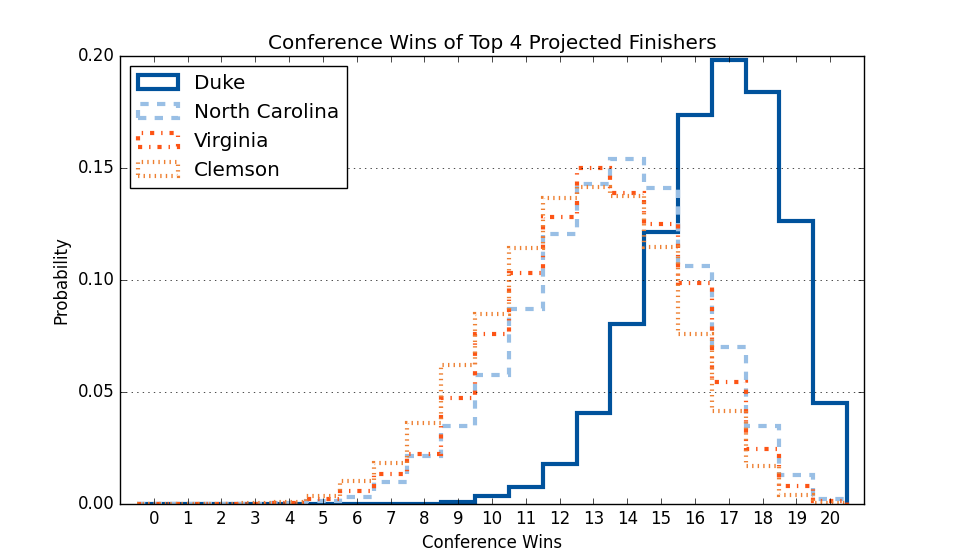 Conference Wins of Top 4 Projected Finishers
0.20
0.15
0.10
0.05
0.00
Probability
Duke
North Carolina
Virginia
Clemson
0 1 2 3 4 5 6 7 8 9 10 11 12 13 14 15 16 17 18 19 20
Conference Wins